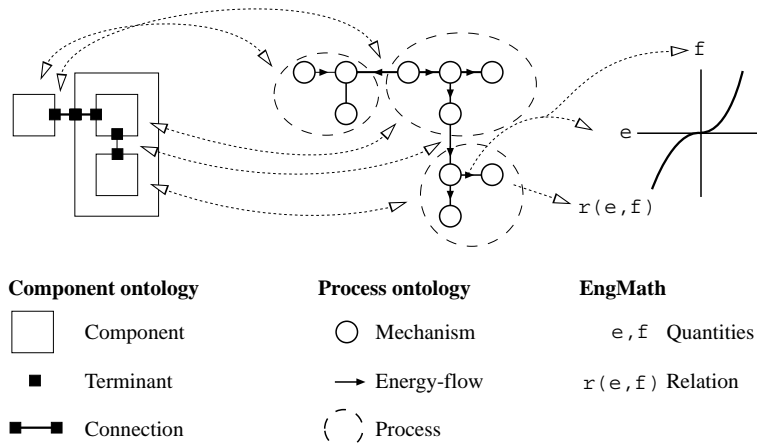 f
e
r(e,f)
Component ontology Process ontology EngMath
Component Mechanism e,f Quantities
Terminant Energy-flow r(e,f) Relation
Connection Process